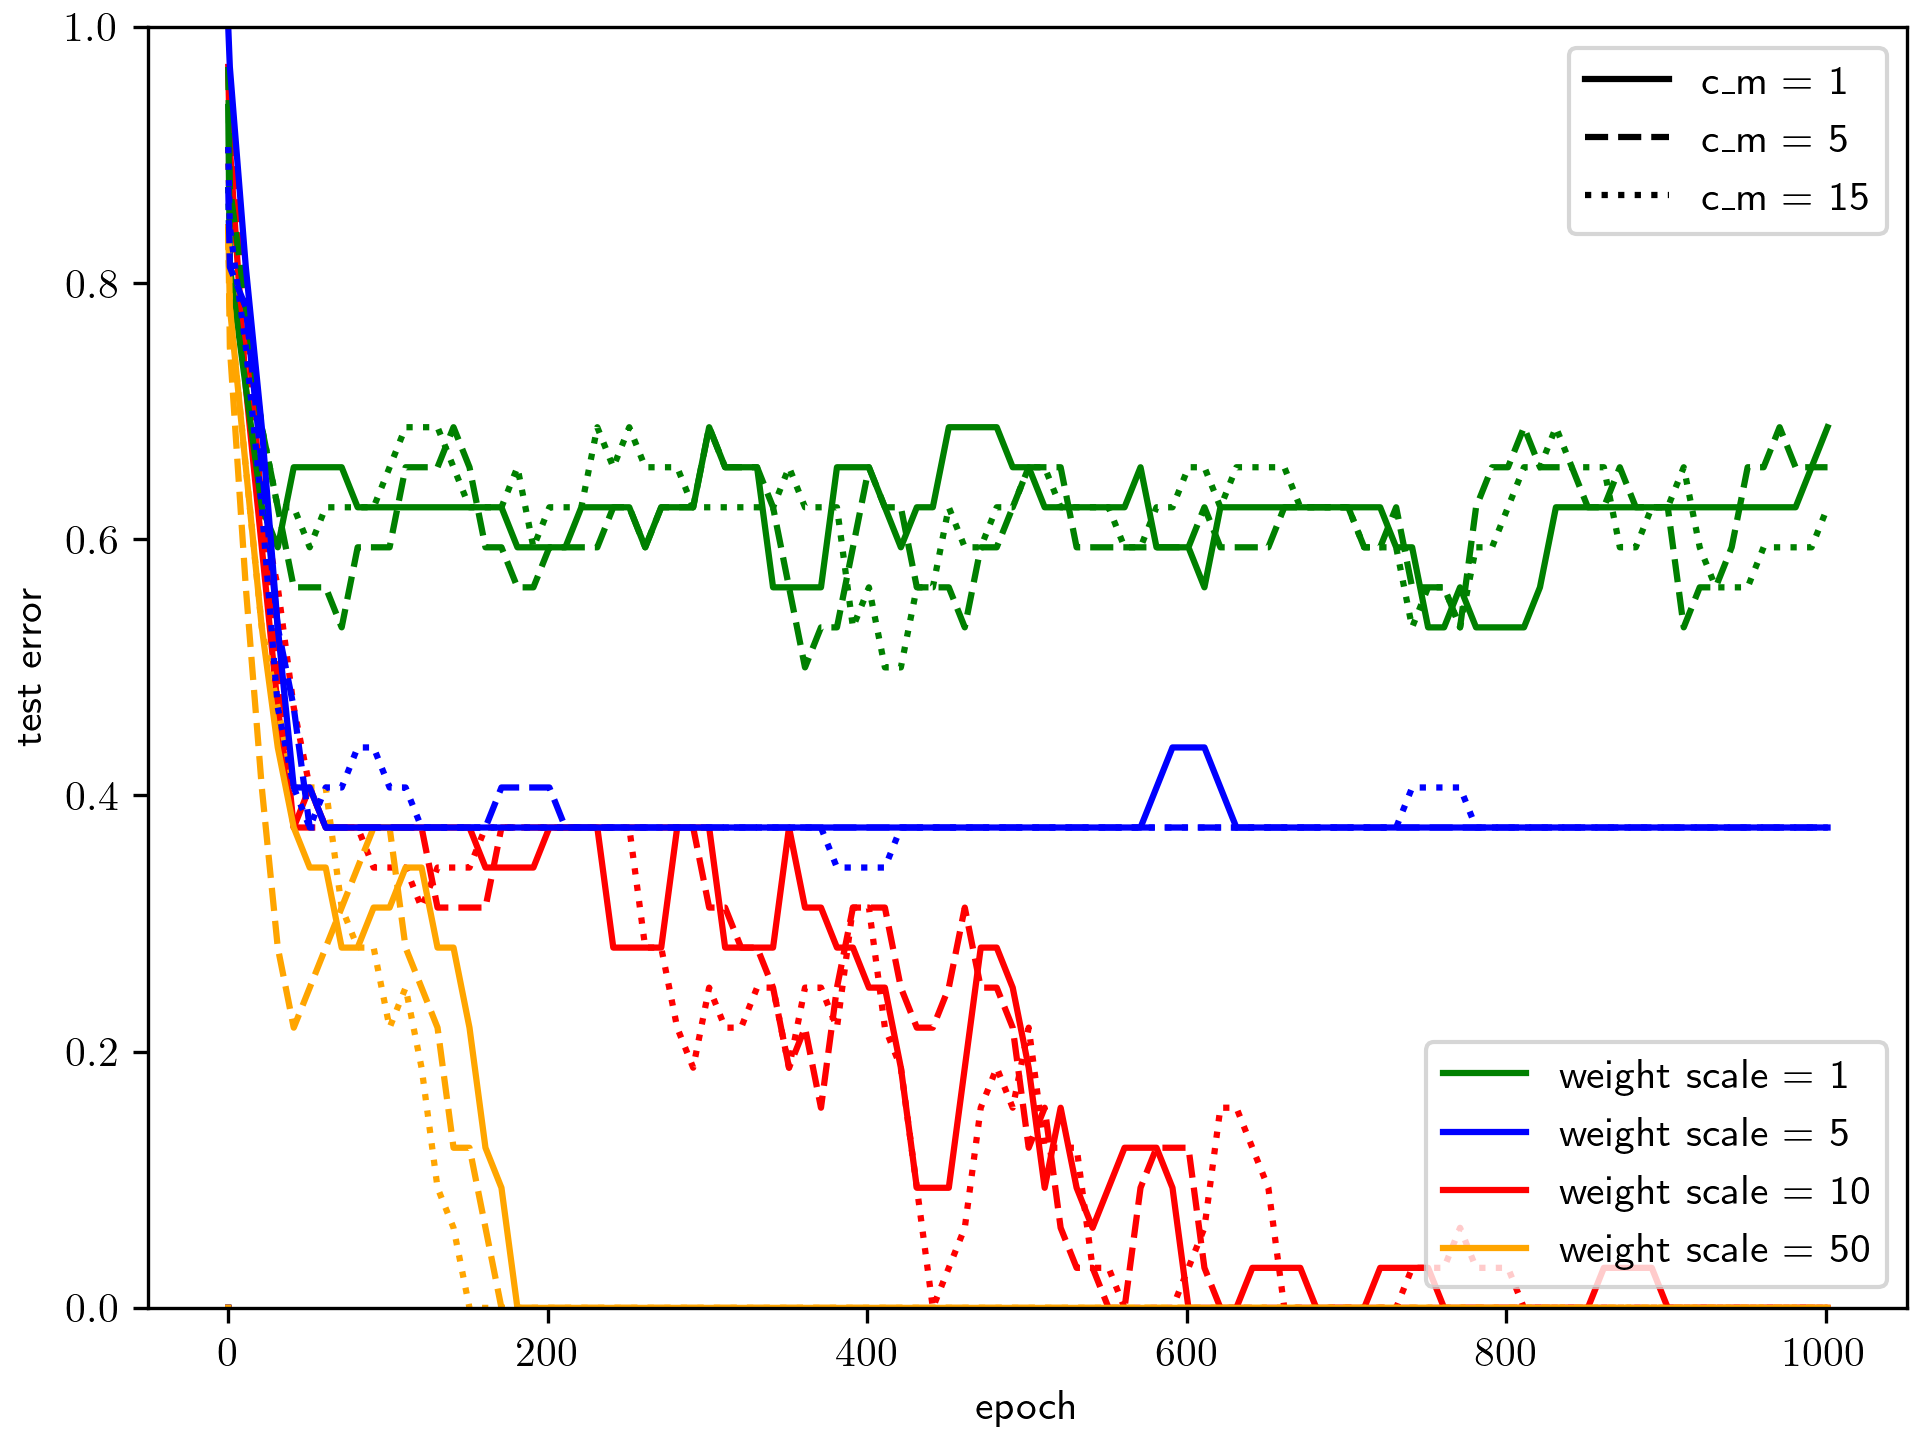 1.0
0.8
0.6
0.4
0.2
0.0
test error
0
200
400
600
800
1000
epoch
c_m = 1
c_m = 5
c_m = 15
weight scale = 1
weight scale = 5
weight scale = 10
weight scale = 50